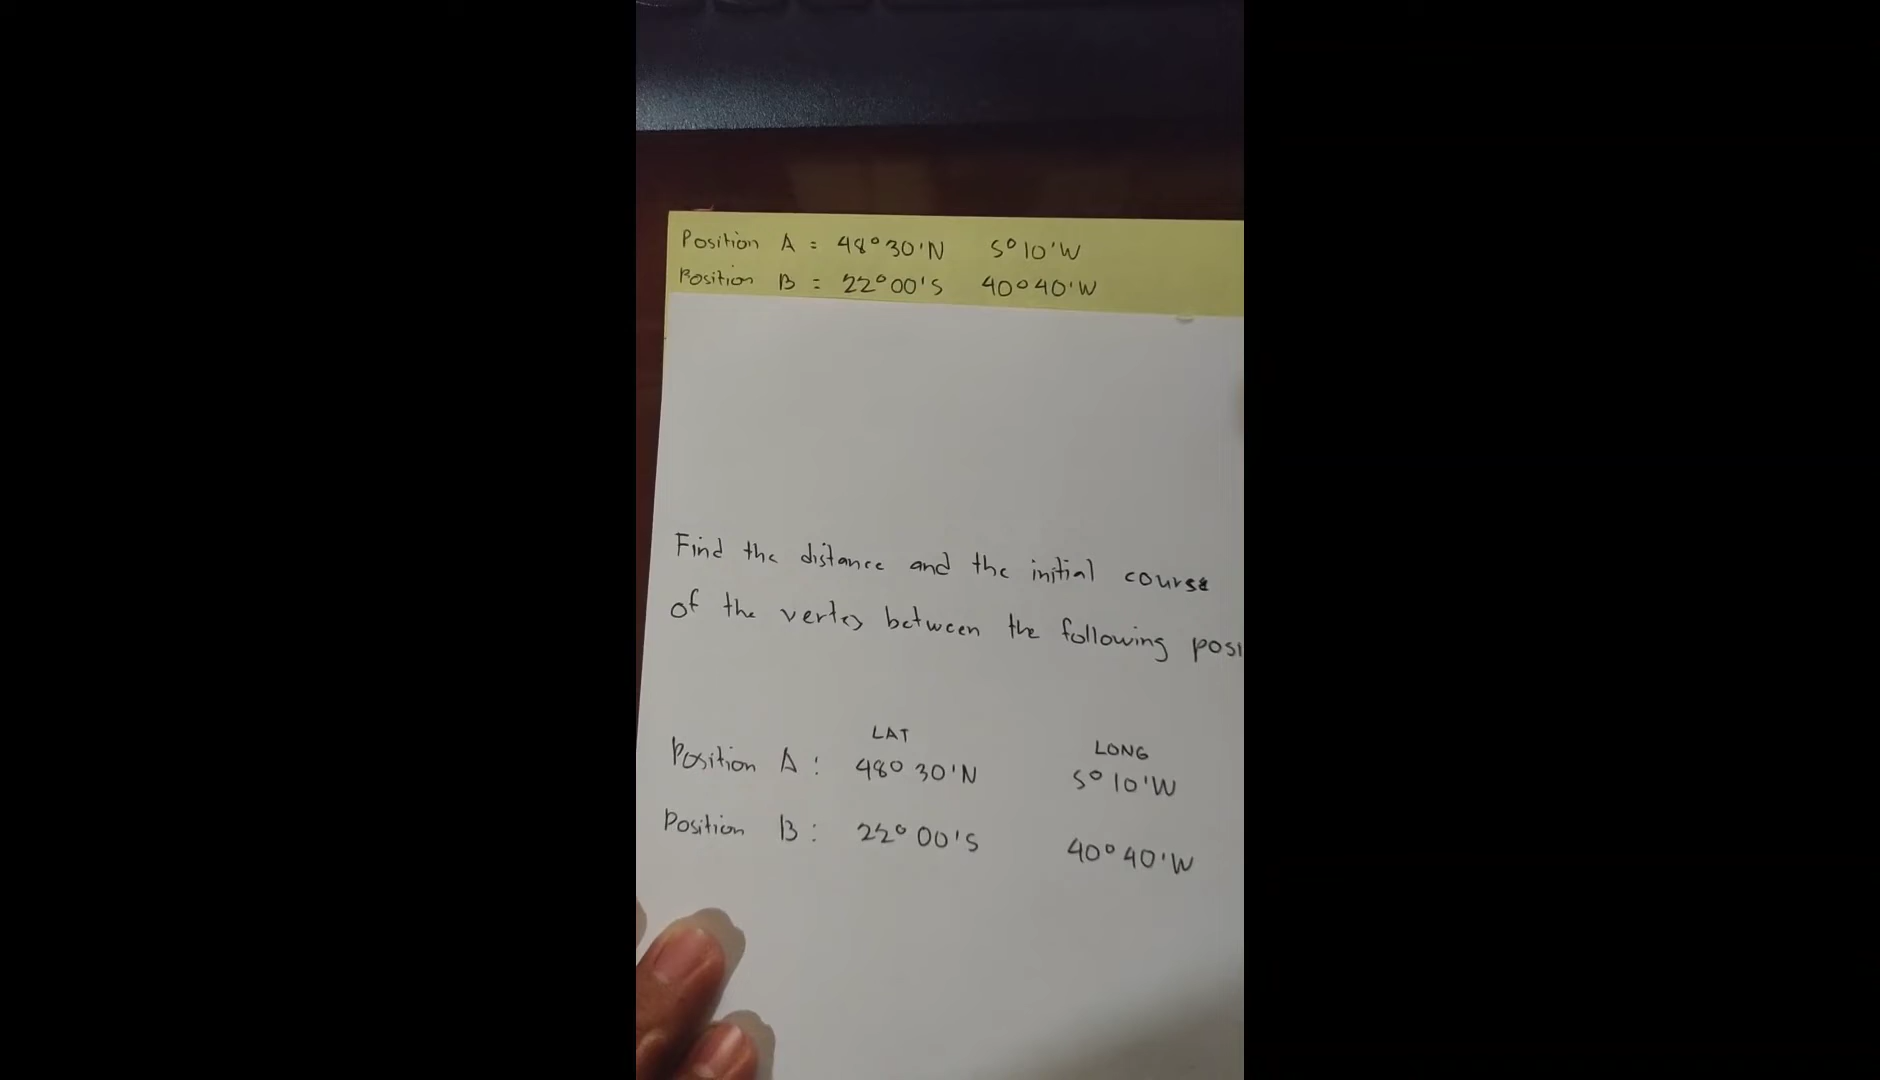 Position A = 48°30'N 5°10'W
Position B = 22°00'S 40°40'W
Find the distance and the initial course
of the vertex between the following
LAT LONG
Position A : 48° 30'N 5° 10'W
Position B : 22° 00'S 40° 40'W